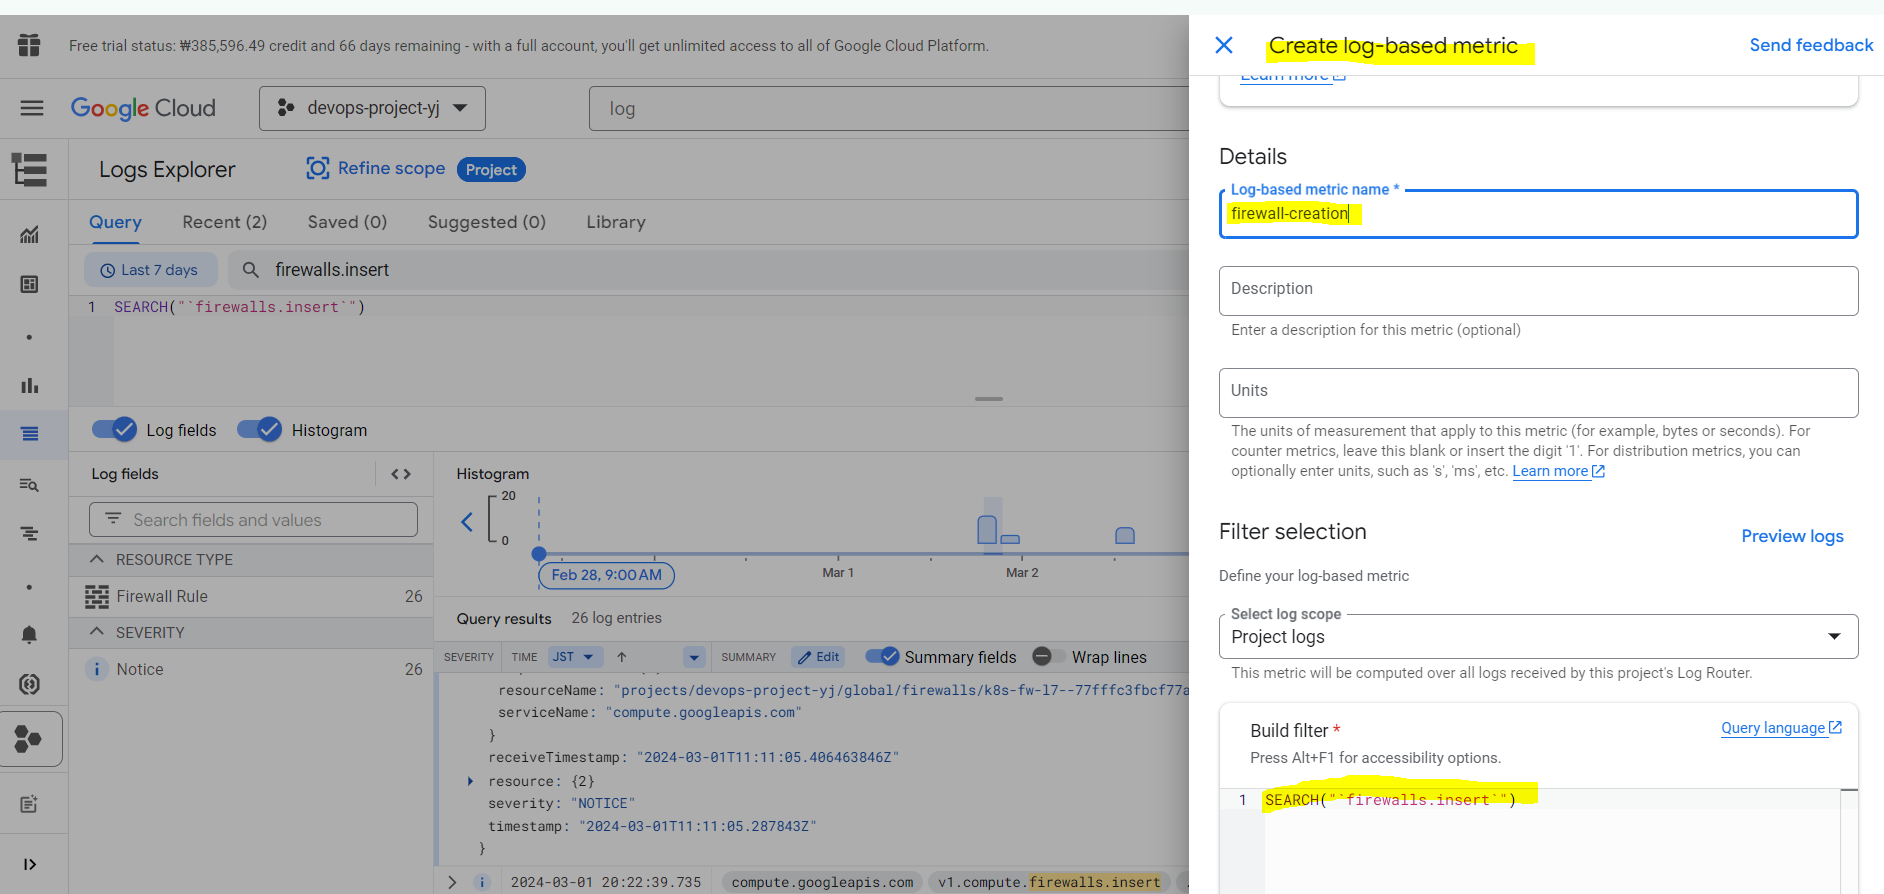 Free trial status: ₩385,596.49 credit and 66 days remaining - with a full account, you'll get unlimited access to all of Google Cloud Platform.
Google Cloud
devops-project-yj
log
Logs Explorer
Refine scope
Project
Query
Recent (2)
Saved (0)
Suggested (0)
Library
Last 7 days
firewalls.insert
1 SEARCH("`firewalls.insert`")
Log fields
Histogram
Log fields
Search fields and values
RESOURCE TYPE
Firewall Rule 26
SEVERITY
Notice 26
Histogram
20
0
Feb 28, 9:00 AM
Mar 1
Mar 2
Query results 26 log entries
SEVERITY TIME JST SUMMARY Edit Summary fields Wrap lines
resourceName: "projects/devops-project-yj/global/firewalls/k8s-fw-l7--77fffc3fbcf77a
serviceName: "compute.googleapis.com"
}
receiveTimestamp: "2024-03-01T11:11:05.406463846Z"
resource: {2}
severity: "NOTICE"
timestamp: "2024-03-01T11:11:05.287843Z"
}
2024-03-01 20:22:39.735 compute.googleapis.com v1.compute.firewalls.insert
Create log-based metric
Send feedback
Learn more
Details
Log-based metric name *
firewall-creation
Description
Enter a description for this metric (optional)
Units
The units of measurement that apply to this metric (for example, bytes or seconds). For
counter metrics, leave this blank or insert the digit '1'. For distribution metrics, you can
optionally enter units, such as 's', 'ms', etc. Learn more
Filter selection
Preview logs
Define your log-based metric
Select log scope
Project logs
This metric will be computed over all logs received by this project's Log Router.
Build filter *
Query language
Press Alt+F1 for accessibility options.
1 SEARCH("`firewalls.insert`")